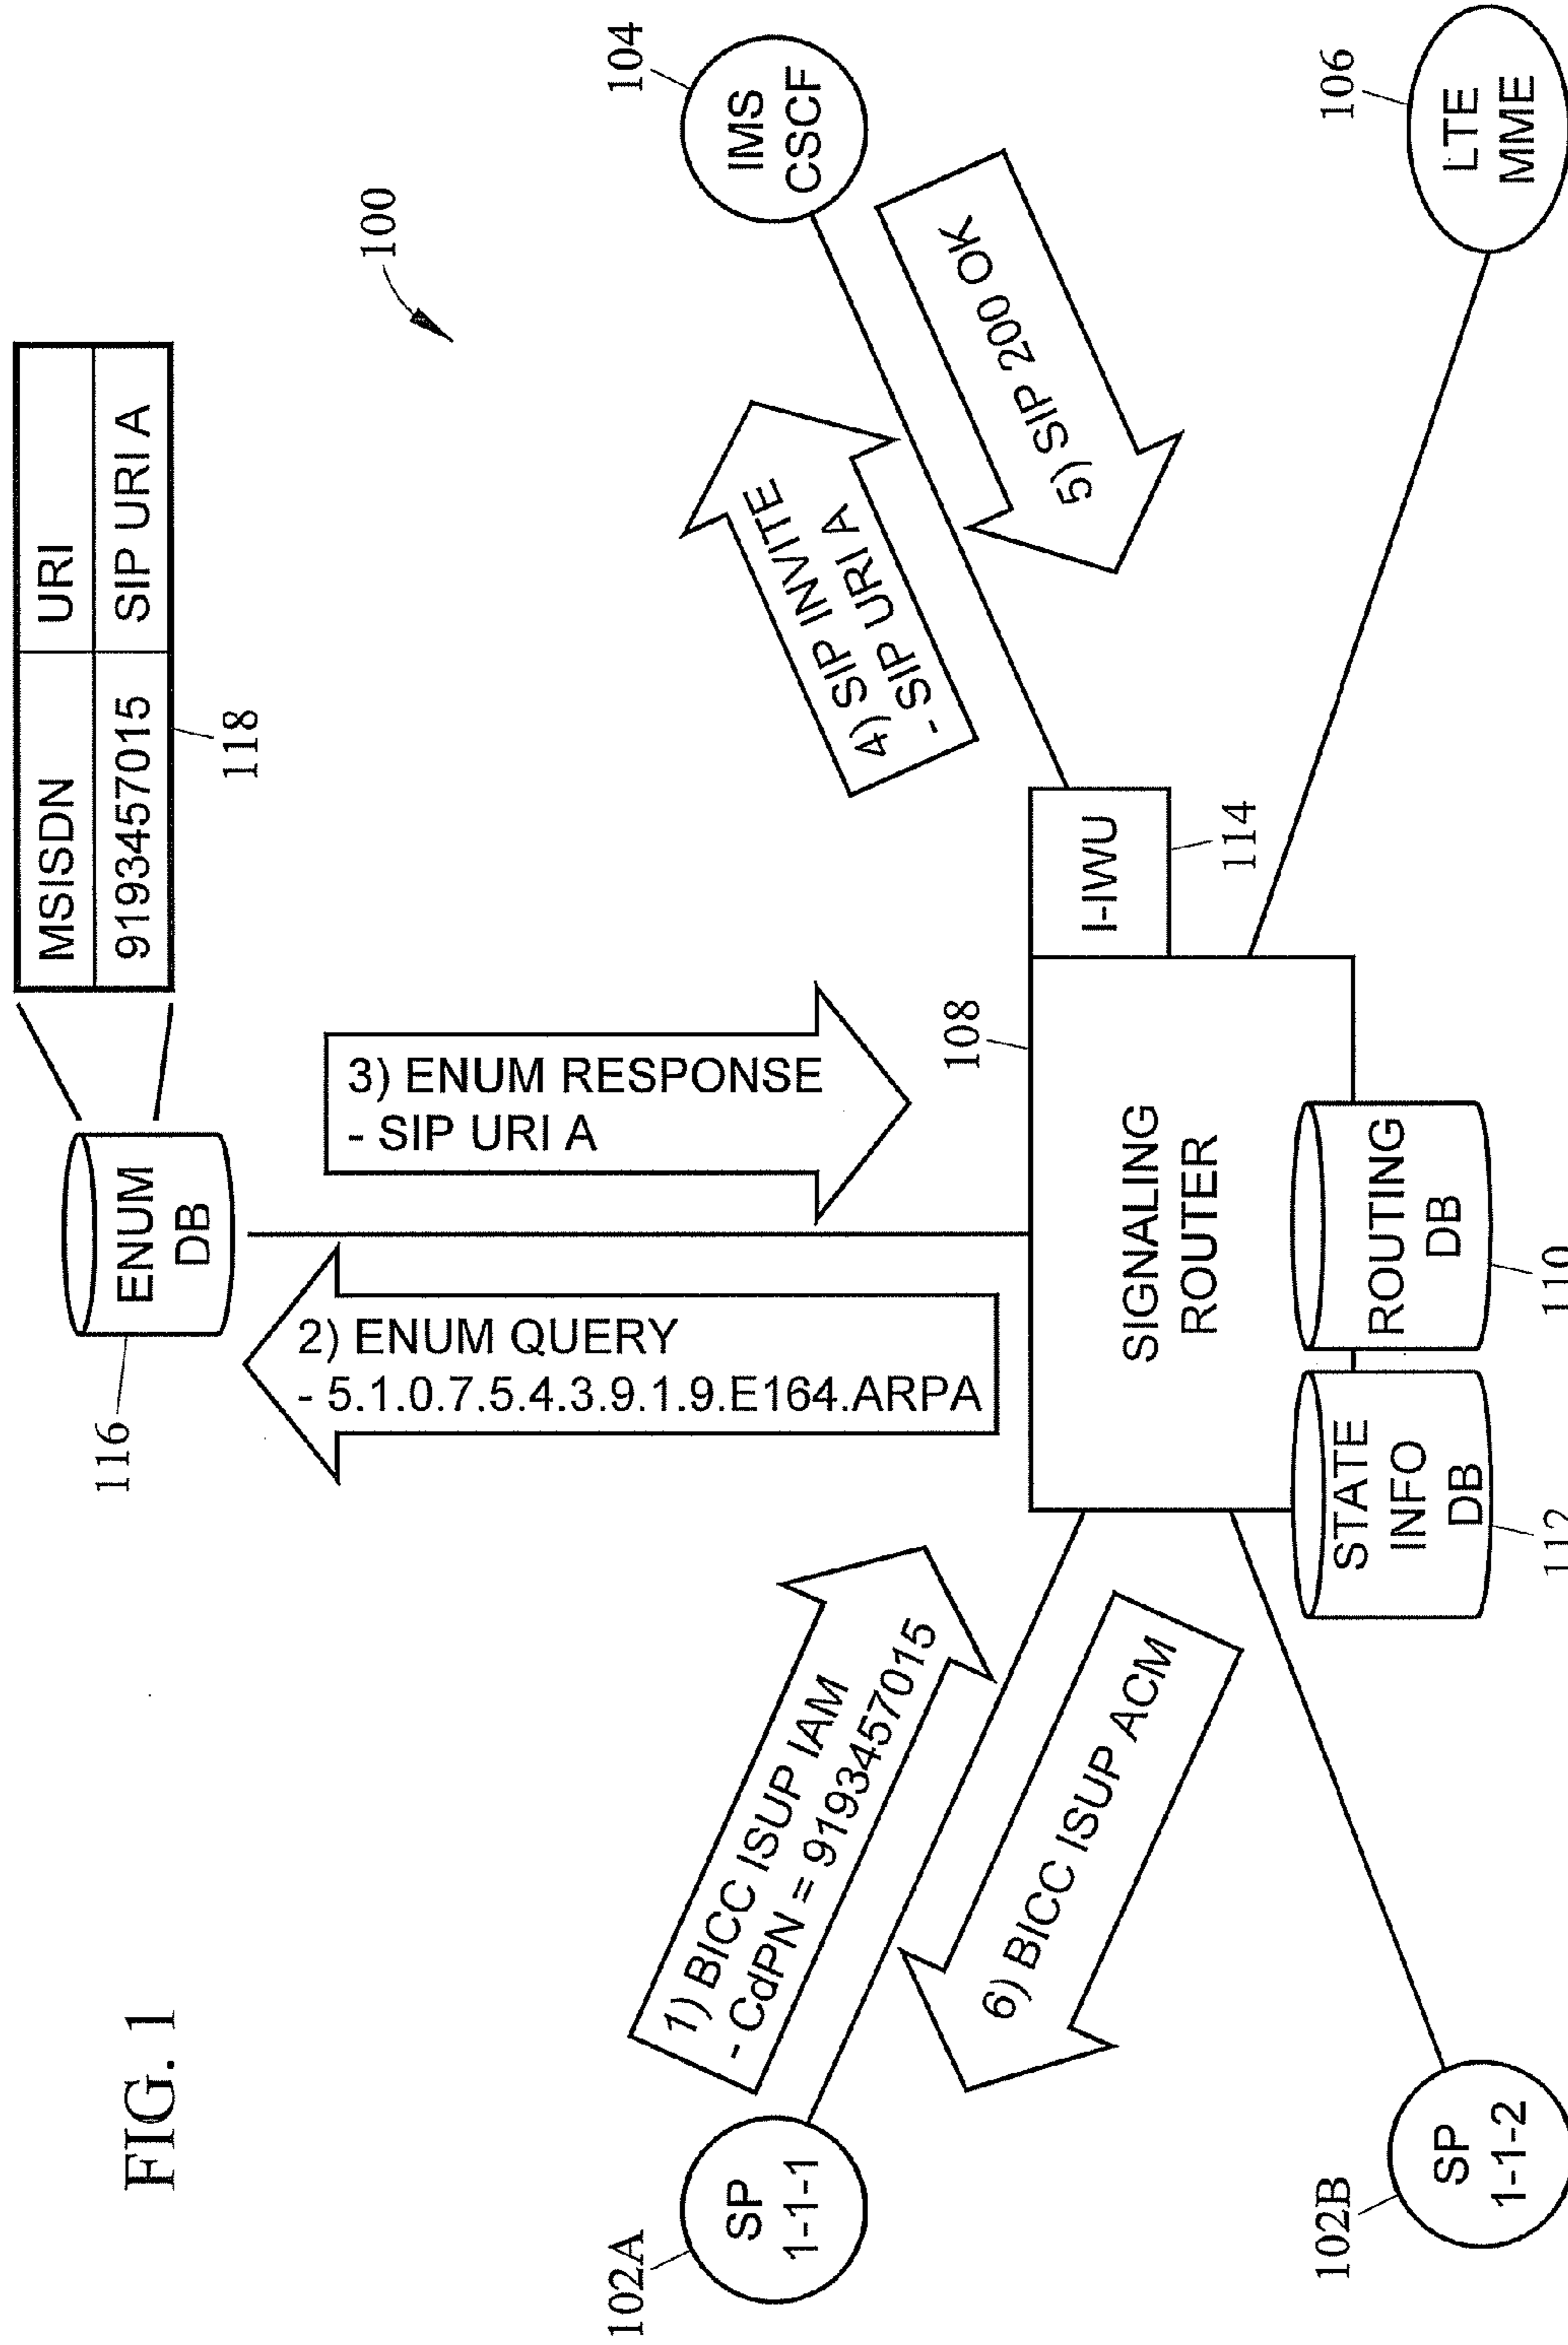 FIG. 1
MSISDN URI
9193457015 SIP URI A
118
ENUM
DB
116
100
2) ENUM QUERY
- 5.1.0.7.5.4.3.9.1.9.E164.ARPA
3) ENUM RESPONSE
- SIP URI A
102A
SP
1-1-1
1) BICC ISUP IAM
- CdPN = 9193457015
6) BICC ISUP ACM
4) SIP INVITE
- SIP URI A
5) SIP 200 OK
IMS
CSCF
104
108
SIGNALING
ROUTER
I-IWU
114
STATE
INFO
DB
112
ROUTING
DB
110
102B
SP
1-1-2
LTE
MME
106